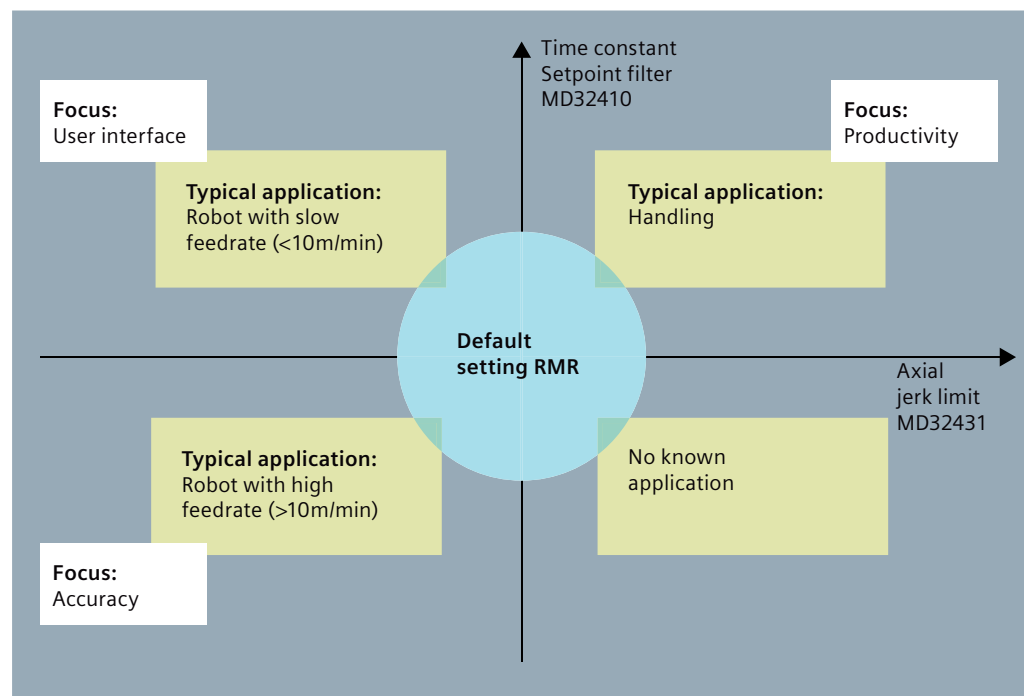 Time constant
Setpoint filter
MD32410
Focus:
User interface
Focus:
Productivity
Typical application:
Robot with slow
feedrate (<10m/min)
Typical application:
Handling
Default
setting RMR
Axial
jerk limit
MD32431
Typical application:
Robot with high
feedrate (>10m/min)
No known
application
Focus:
Accuracy